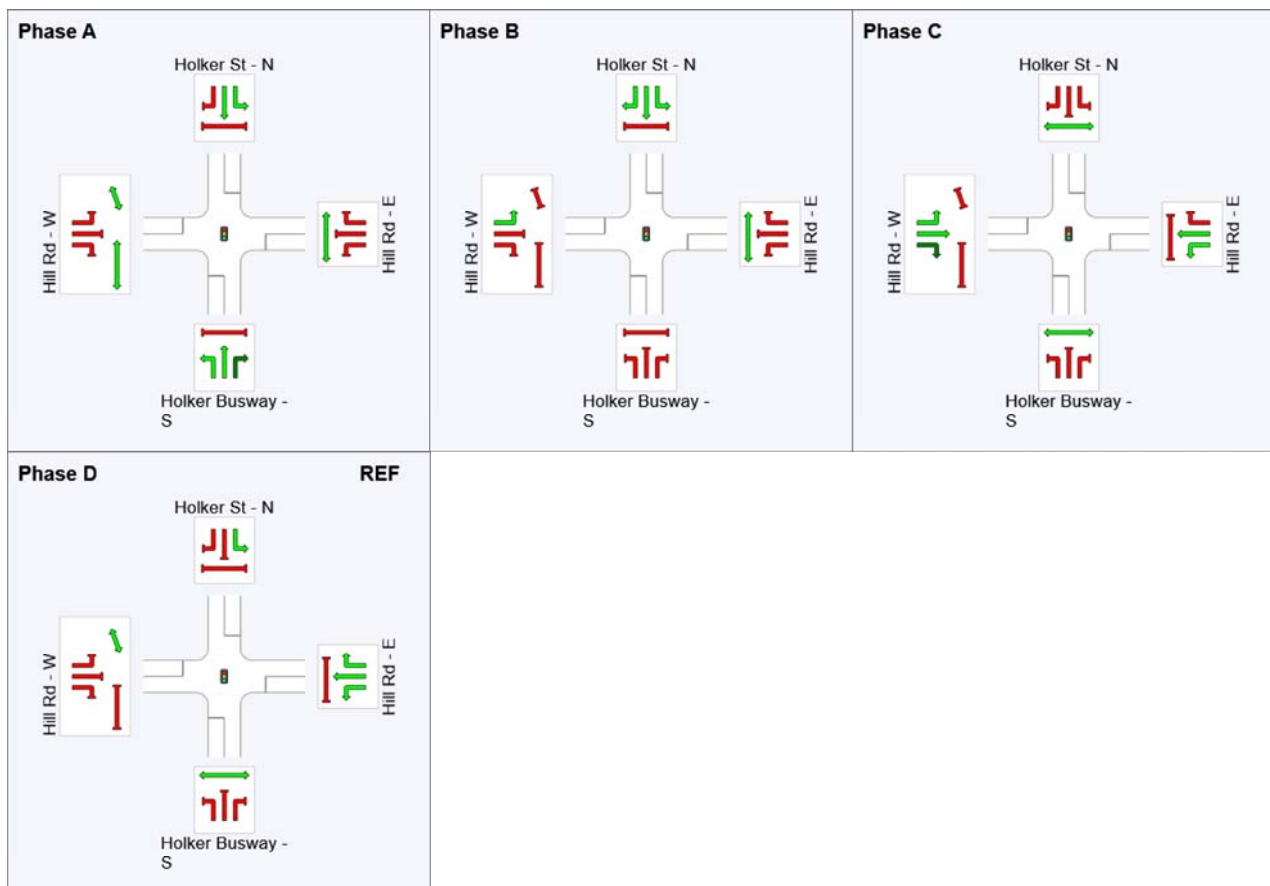 Phase A
Holker St - N
Hill Rd - W
Hill Rd - E
Holker Busway -
S
Phase B
Holker St - N
Hill Rd - W
Hill Rd - E
Holker Busway -
S
Phase C
Holker St - N
Hill Rd - W
Hill Rd - E
Holker Busway -
S
Phase D REF
Holker St - N
Hill Rd - W
Hill Rd - E
Holker Busway -
S